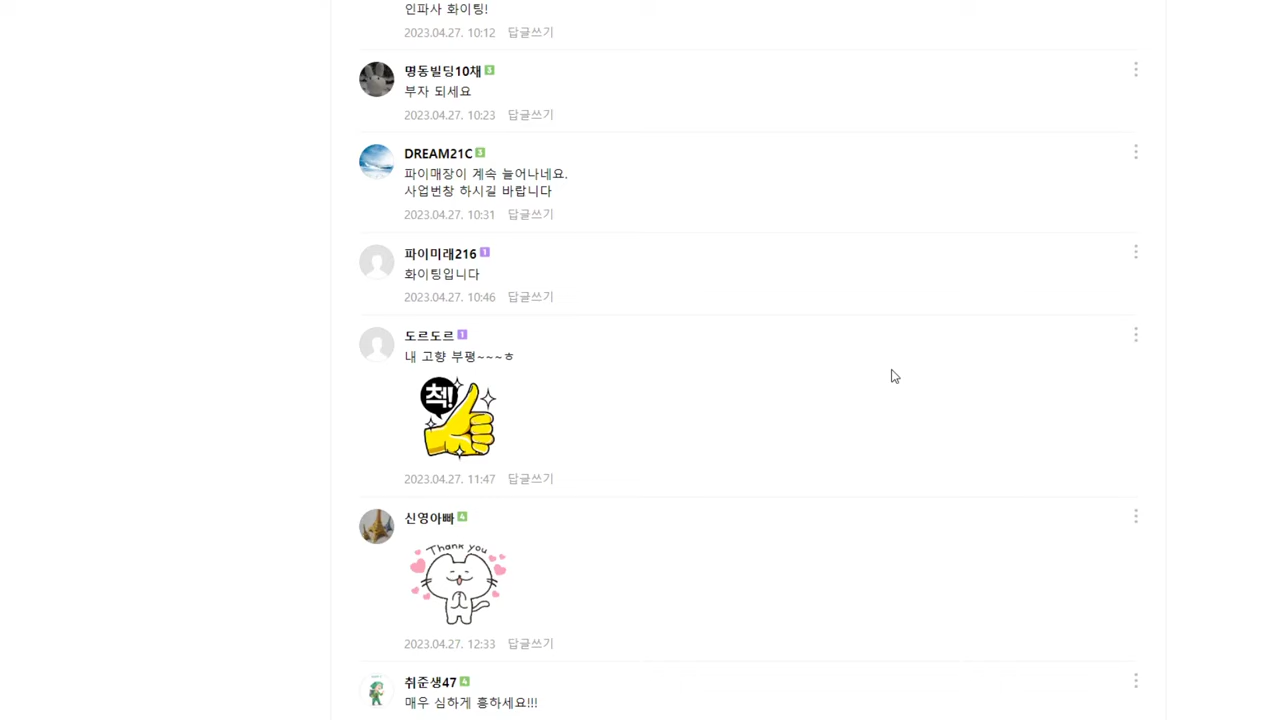 인파사 화이팅!
2023.04.27. 10:12 답글쓰기
명동빌딩10채 3
부자 되세요
2023.04.27. 10:23 답글쓰기
DREAM21C 3
파이매장이 계속 늘어나네요.
사업번창 하시길 바랍니다
2023.04.27. 10:31 답글쓰기
파이미래216 1
화이팅입니다
2023.04.27. 10:46 답글쓰기
도르도르 1
내 고향 부평~~~ㅎ
척!
2023.04.27. 11:47 답글쓰기
신영아빠 4
Thank you
2023.04.27. 12:33 답글쓰기
취준생47 4
매우 심하게 흥하세요!!!